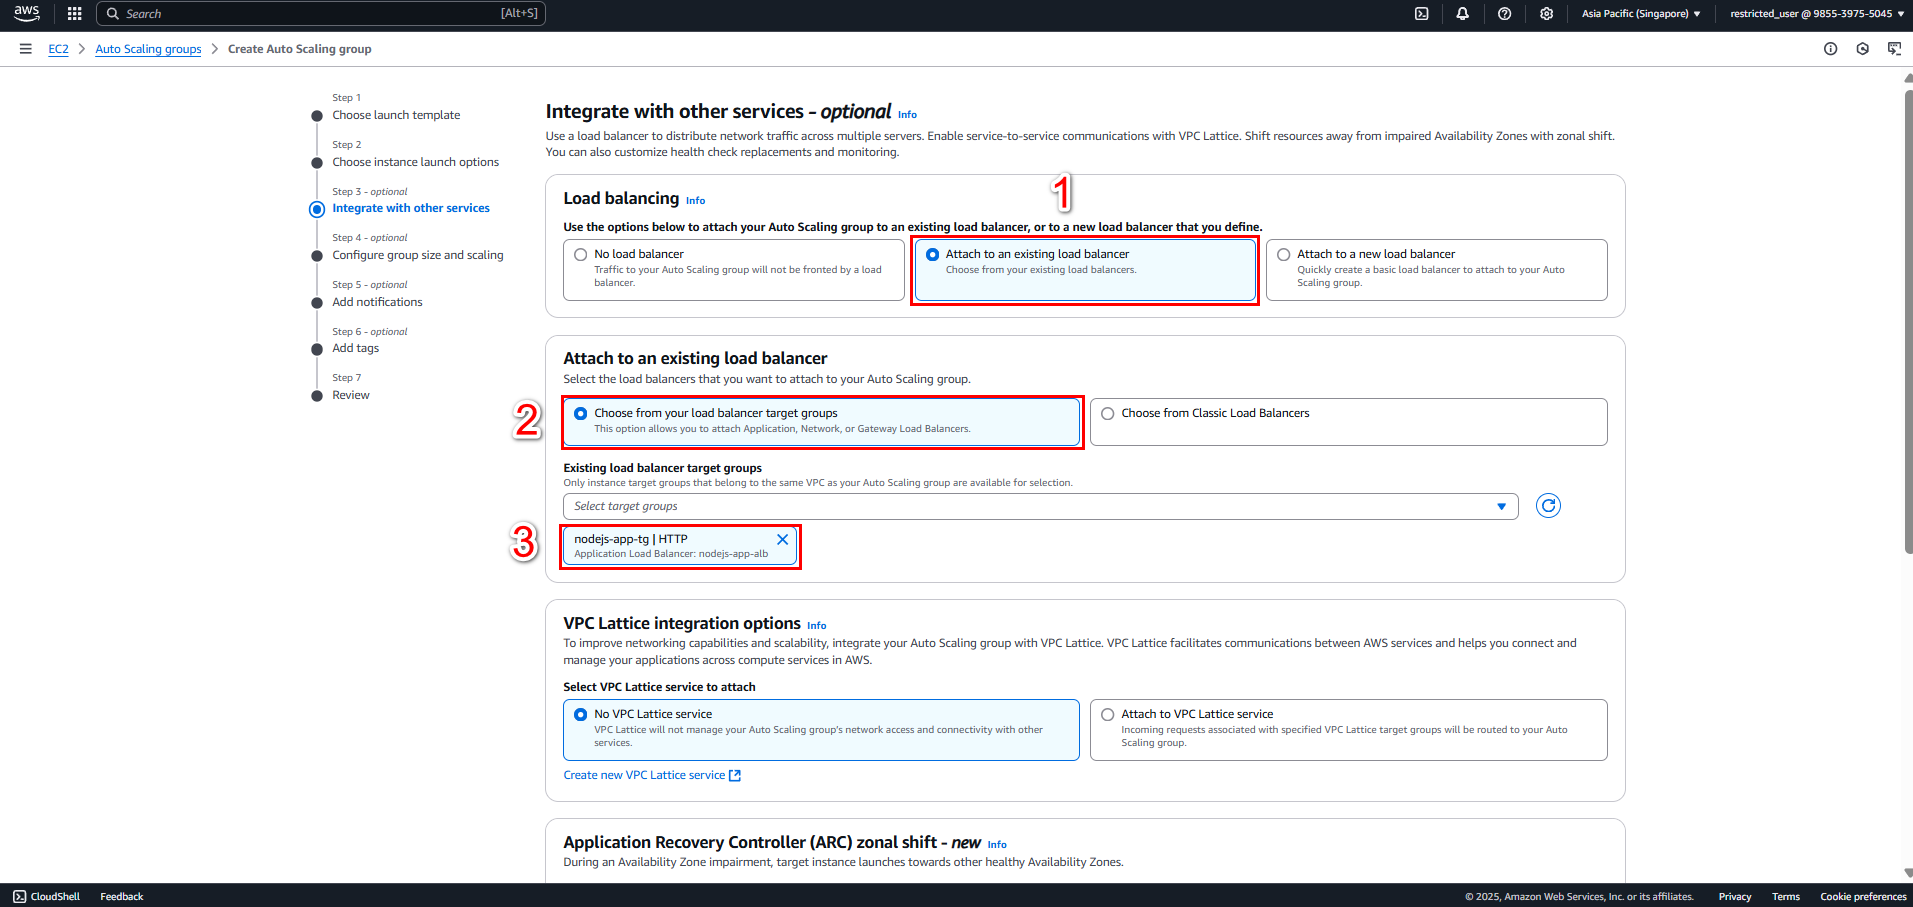 aws
Search
[Alt+S]
Asia Pacific (Singapore)
restricted_user @ 9855-3975-5045
EC2
Auto Scaling groups
Create Auto Scaling group
Step 1
Choose launch template
Step 2
Choose instance launch options
Step 3 - optional
Integrate with other services
Step 4 - optional
Configure group size and scaling
Step 5 - optional
Add notifications
Step 6 - optional
Add tags
Step 7
Review
Integrate with other services - optional Info
Use a load balancer to distribute network traffic across multiple servers. Enable service-to-service communications with VPC Lattice. Shift resources away from impaired Availability Zones with zonal shift.
You can also customize health check replacements and monitoring.
Load balancing Info
1
Use the options below to attach your Auto Scaling group to an existing load balancer, or to a new load balancer that you define.
No load balancer
Traffic to your Auto Scaling group will not be fronted by a load
balancer.
Attach to an existing load balancer
Choose from your existing load balancers.
Attach to a new load balancer
Quickly create a basic load balancer to attach to your Auto
Scaling group.
Attach to an existing load balancer
Select the load balancers that you want to attach to your Auto Scaling group.
2
Choose from your load balancer target groups
This option allows you to attach Application, Network, or Gateway Load Balancers.
Choose from Classic Load Balancers
Existing load balancer target groups
Only instance target groups that belong to the same VPC as your Auto Scaling group are available for selection.
Select target groups
3
nodejs-app-tg | HTTP
Application Load Balancer: nodejs-app-alb
VPC Lattice integration options Info
To improve networking capabilities and scalability, integrate your Auto Scaling group with VPC Lattice. VPC Lattice facilitates communications between AWS services and helps you connect and
manage your applications across compute services in AWS.
Select VPC Lattice service to attach
No VPC Lattice service
VPC Lattice will not manage your Auto Scaling group's network access and connectivity with other
services.
Attach to VPC Lattice service
Incoming requests associated with specified VPC Lattice target groups will be routed to your Auto
Scaling group.
Create new VPC Lattice service
Application Recovery Controller (ARC) zonal shift - new Info
During an Availability Zone impairment, target instance launches towards other healthy Availability Zones.
CloudShell
Feedback
© 2025, Amazon Web Services, Inc. or its affiliates.
Privacy
Terms
Cookie preferences